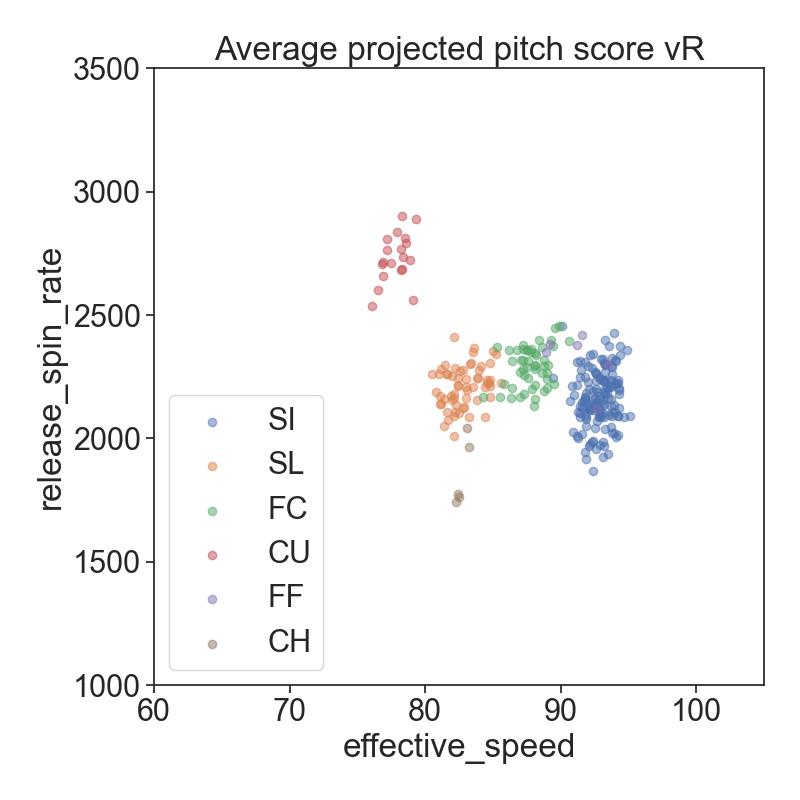 Average projected pitch score vR
3500
3000
2500
2000
1500
1000
release_spin_rate
SI
SL
FC
CU
FF
CH
60 70 80 90 100
effective_speed